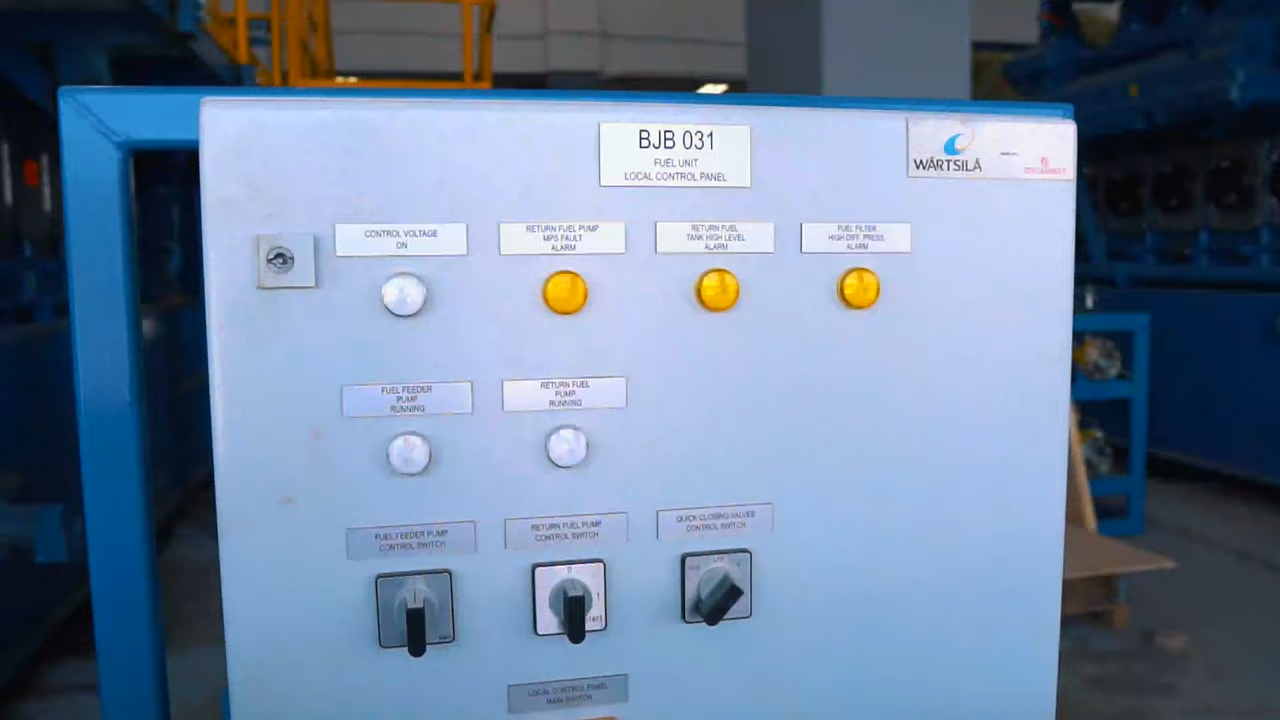 BJB 031
FUEL UNIT
LOCAL CONTROL PANEL
WÄRTSILÄ
CONTROL VOLTAGE
ON
RETURN FUEL PUMP
MPS FAULT
ALARM
RETURN FUEL
TANK HIGH LEVEL
ALARM
FUEL FILTER
HIGH DIFF. PRESS.
ALARM
FUEL FEEDER
PUMP
RUNNING
RETURN FUEL
PUMP
RUNNING
FUEL FEEDER PUMP
CONTROL SWITCH
RETURN FUEL PUMP
CONTROL SWITCH
QUICK CLOSING VALVES
CONTROL SWITCH
0
1
LOCAL CONTROL PANEL
MAIN SWITCH